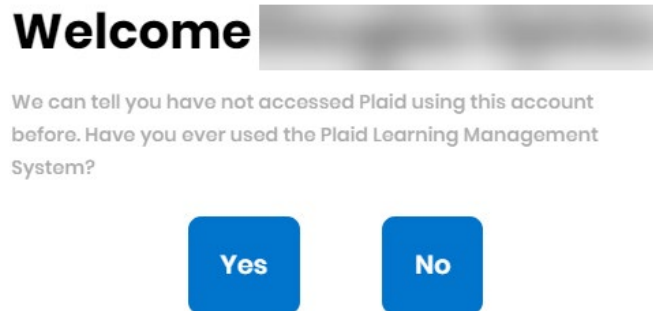 Welcome
We can tell you have not accessed Plaid using this account
before. Have you ever used the Plaid Learning Management
System?
Yes
No